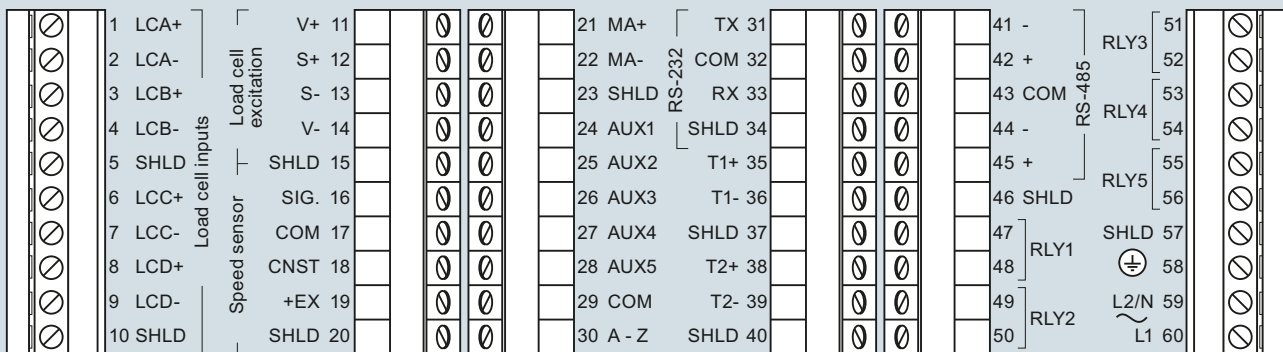 1 LCA+
2 LCA-
3 LCB+
4 LCB-
5 SHLD
6 LCC+
7 LCC-
8 LCD+
9 LCD-
10 SHLD
Load cell inputs
Load cell
excitation
Speed sensor
V+ 11
S+ 12
S- 13
V- 14
SHLD 15
SIG. 16
COM 17
CNST 18
+EX 19
SHLD 20
21 MA+
22 MA-
23 SHLD
24 AUX1
25 AUX2
26 AUX3
27 AUX4
28 AUX5
29 COM
30 A - Z
RS-232
TX 31
COM 32
RX 33
SHLD 34
T1+ 35
T1- 36
SHLD 37
T2+ 38
T2- 39
SHLD 40
41 -
42 +
43 COM
44 -
45 +
46 SHLD
47
48
49
50
RS-485
RLY1
RLY2
RLY3
RLY4
RLY5
51
52
53
54
55
56
SHLD 57
58
L2/N 59
L1 60